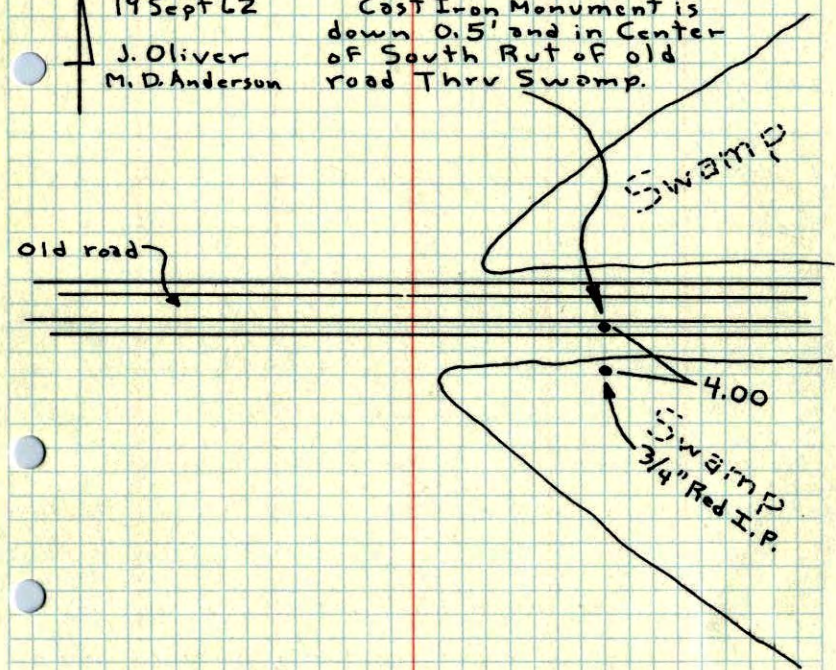 19 Sept 62
J. Oliver
M. D. Anderson
Cast Iron Monument is
down 0.5' and in Center
of South Rut of old
road Thru Swamp.
Swamp
old road
4.00
Swamp
3/4" Red I.P.